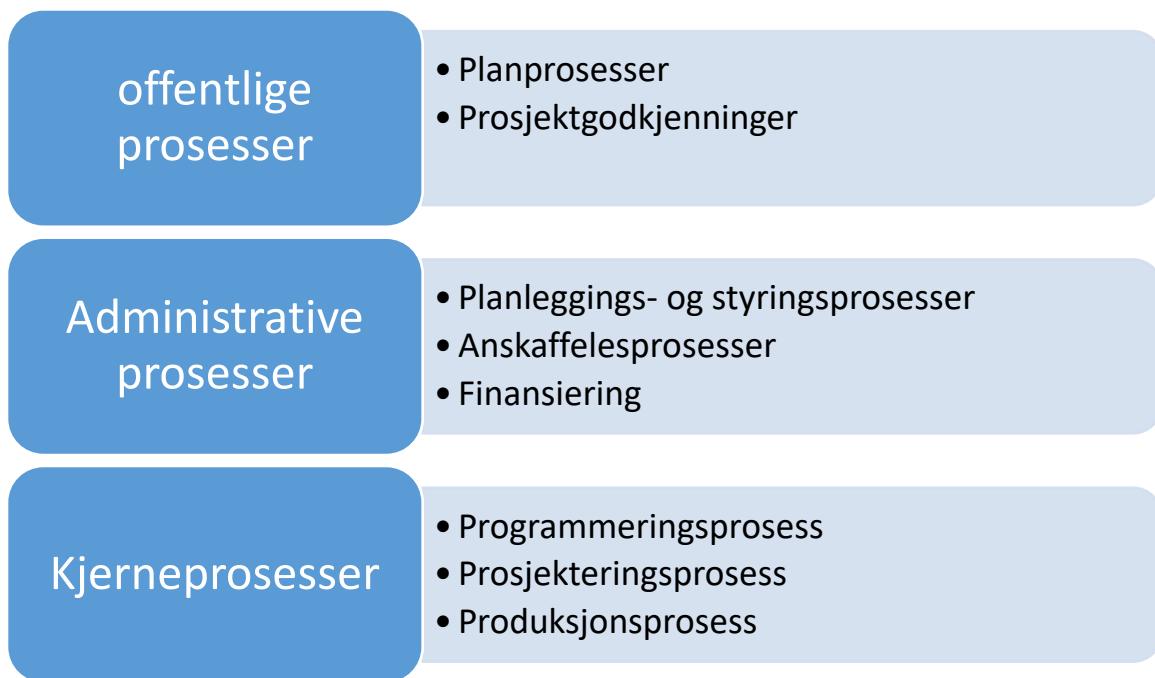 offentlige
prosesser
• Planprosesser
• Prosjektgodkjenninger
Administrative
prosesser
• Planleggings- og styringsprosesser
• Anskaffelesprosesser
• Finansiering
Kjerneprosesser
• Programmeringsprosess
• Prosjekteringsprosess
• Produksjonsprosess